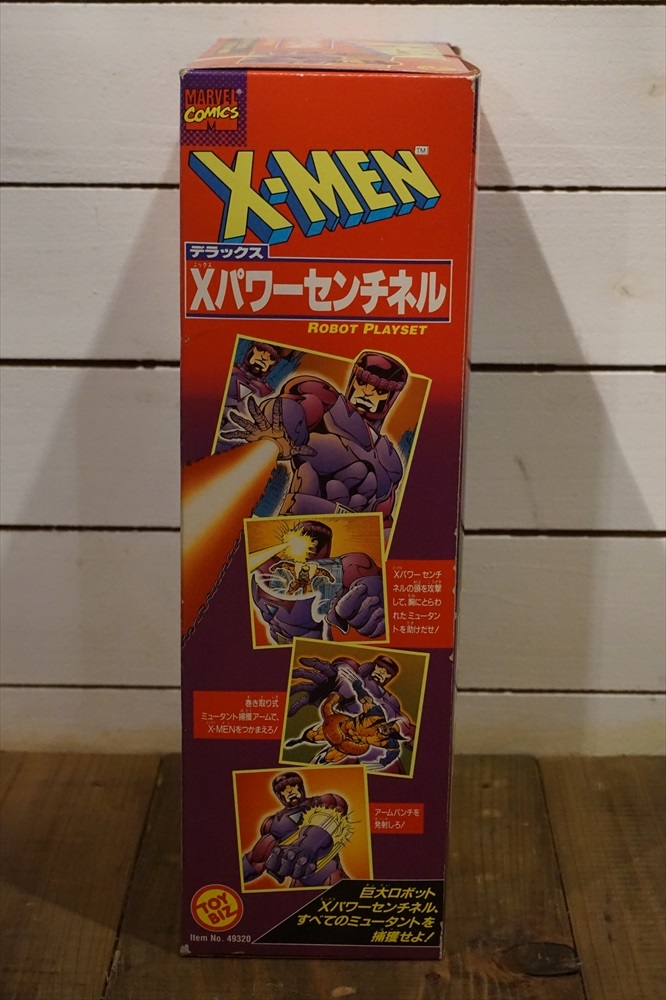 MARVEL
COMICS
M
X-MEN™
デラックス
Xパワーセンチネル
ROBOT PLAYSET
Xパワー センチ
ネルの頭を攻撃
して、胸にとらわ
れたミュータン
トを助けだせ!
巻き取り式
ミュータント捕獲アームで、
X-MENをつかまえろ!
アームパンチを
発射しろ!
巨大ロボット
Xパワーセンチネル、
すべてのミュータントを
捕獲せよ!
TOY
BIZ
Item No. 49320